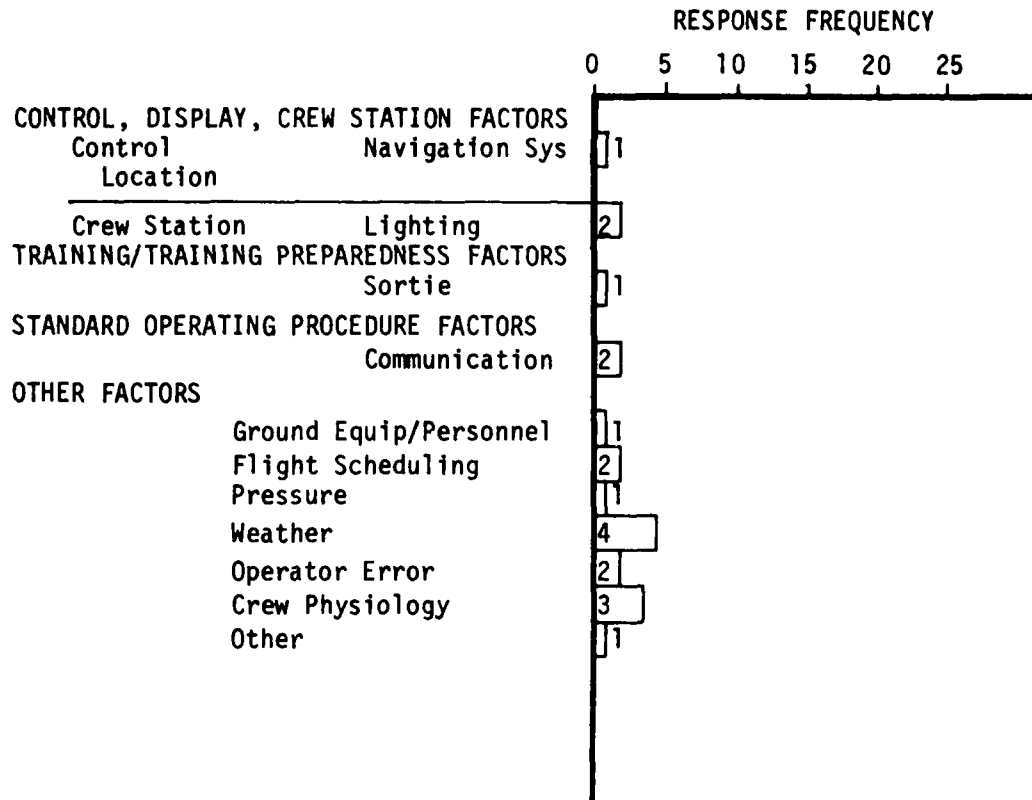 RESPONSE FREQUENCY
0 5 10 15 20 25
CONTROL, DISPLAY, CREW STATION FACTORS
Control Navigation Sys 1
Location
Crew Station Lighting 2
TRAINING/TRAINING PREPAREDNESS FACTORS
Sortie 1
STANDARD OPERATING PROCEDURE FACTORS
Communication 2
OTHER FACTORS
Ground Equip/Personnel 1
Flight Scheduling 2
Pressure 1
Weather 4
Operator Error 2
Crew Physiology 3
Other 1